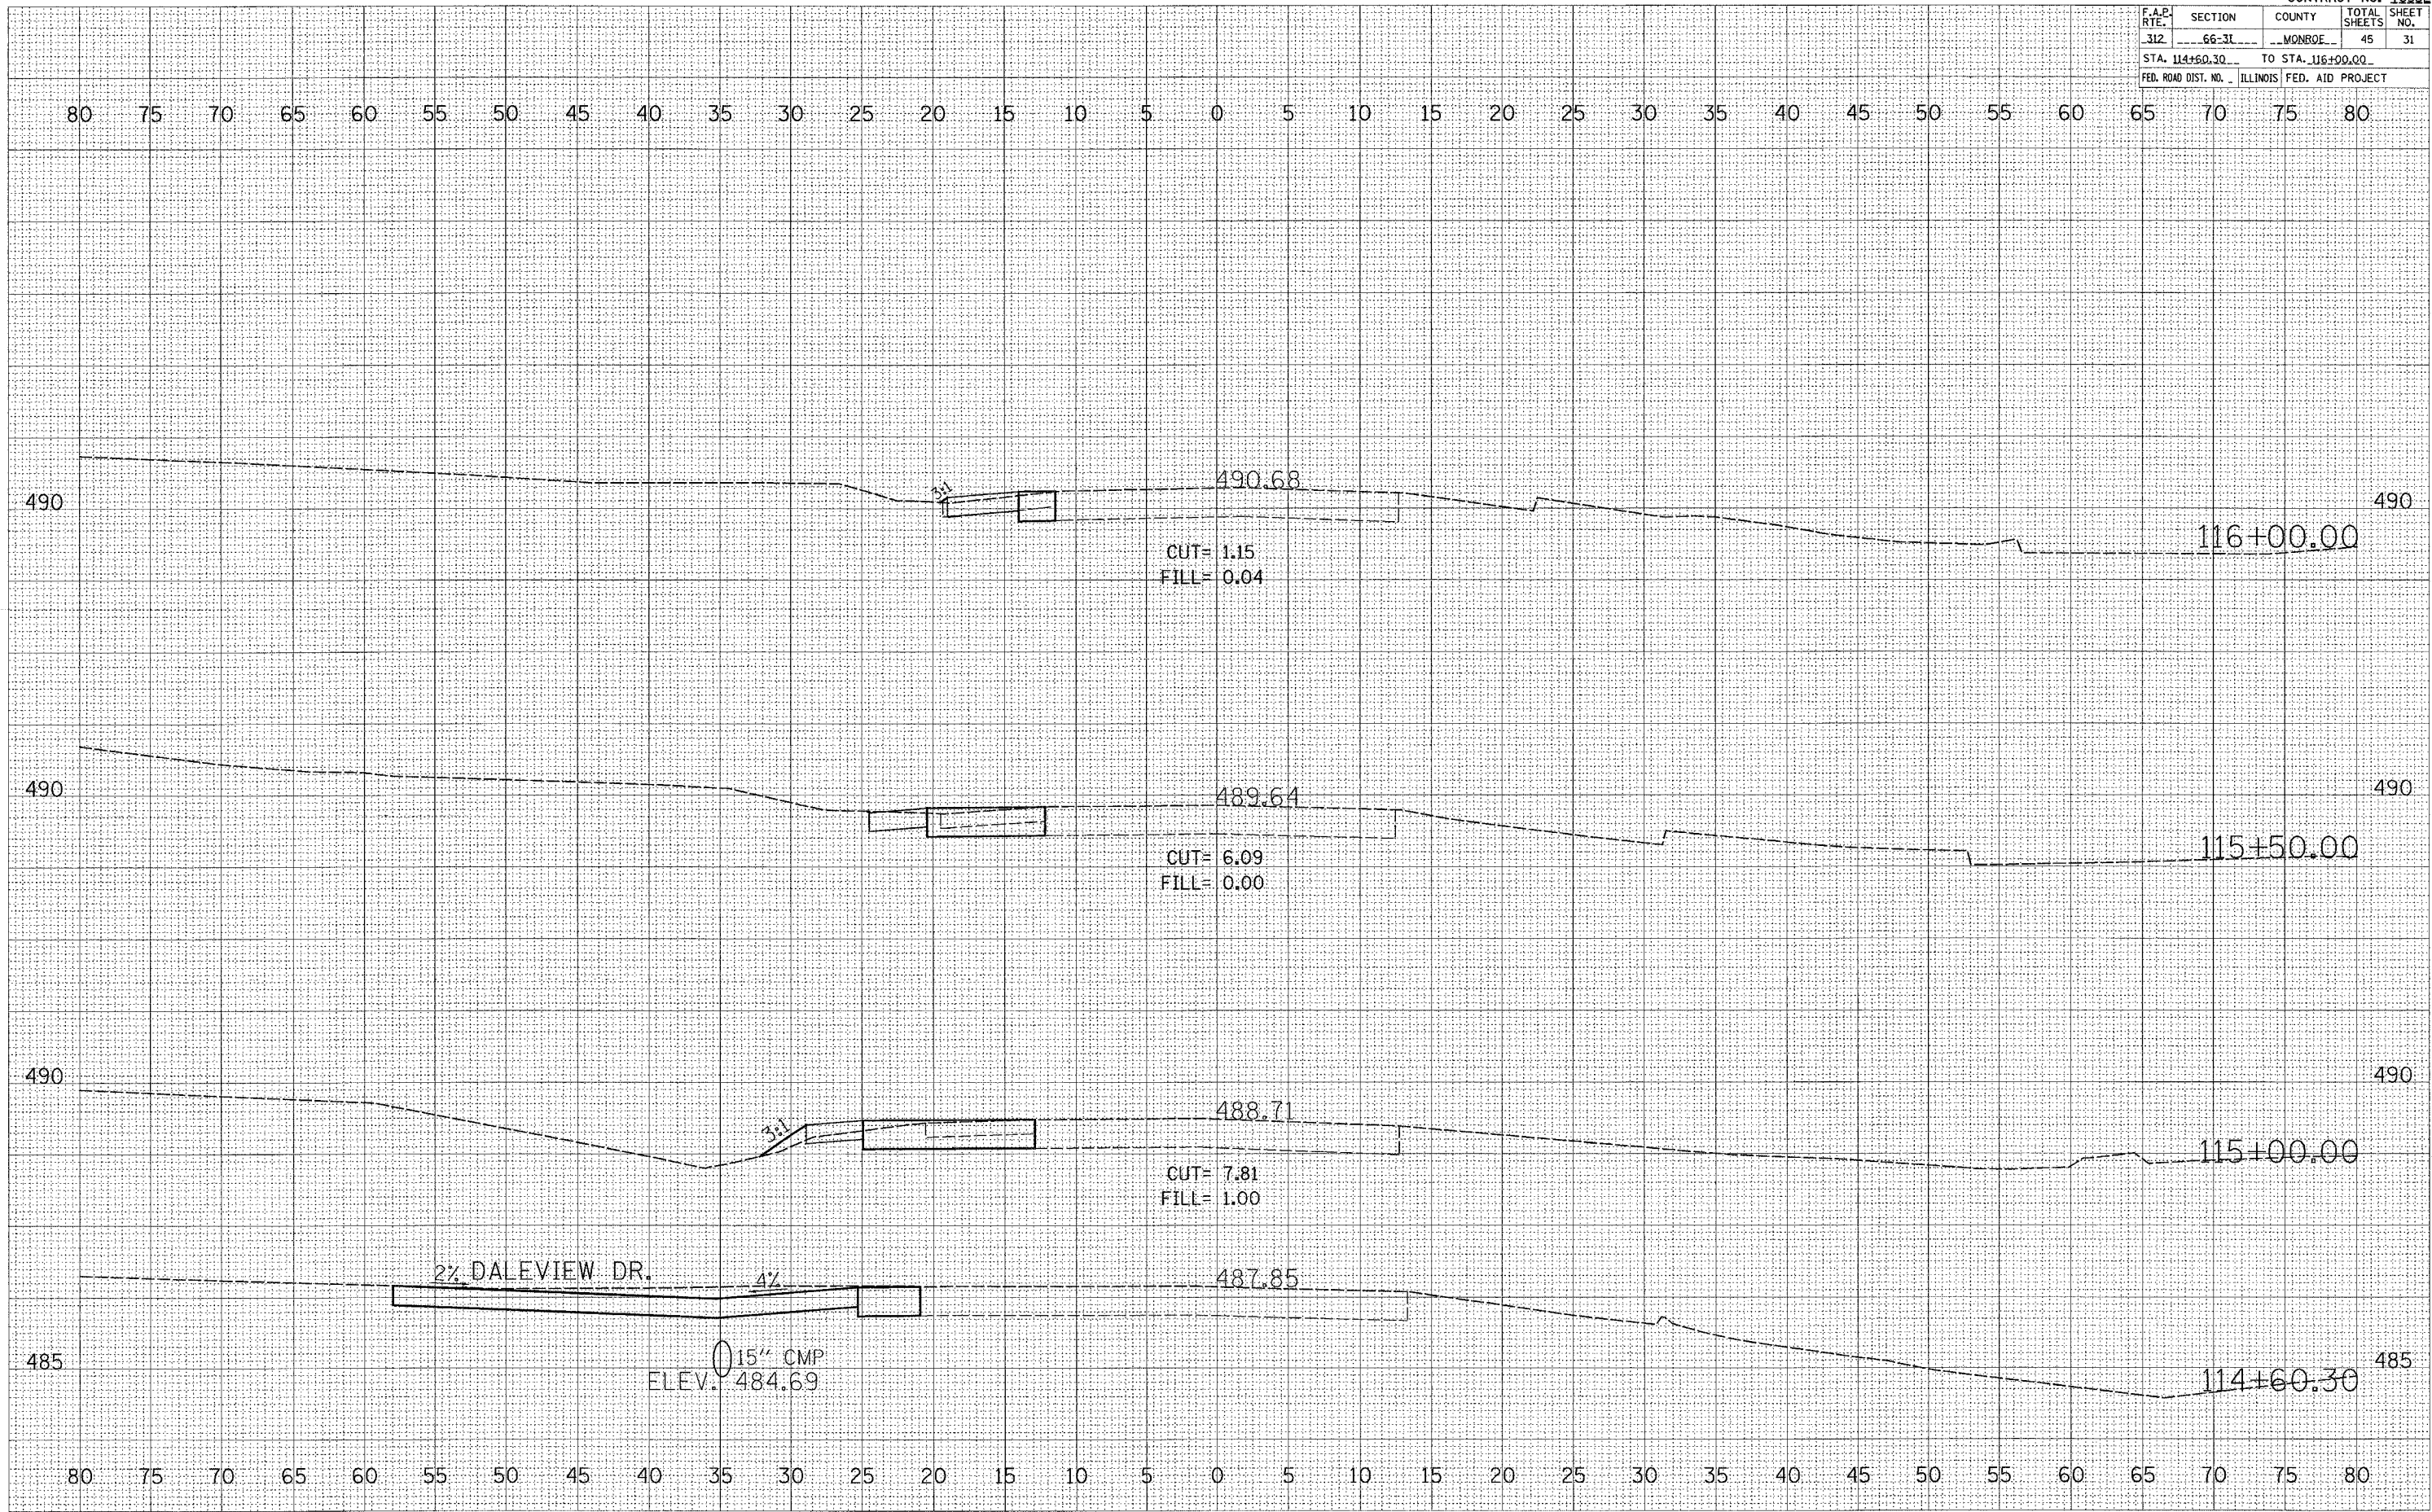 CONTRACT NO.
F.A.P. RTE. SECTION COUNTY TOTAL SHEETS SHEET NO.
312 66-31 MONROE 45 31
STA. 114+60.30 TO STA. 116+00.00
FED. ROAD DIST. NO. ILLINOIS FED. AID PROJECT
80 75 70 65 60 55 50 45 40 35 30 25 20 15 10 5 0 5 10 15 20 25 30 35 40 45 50 55 60 65 70 75 80
3:1 490.68
490 490
116+00.00
CUT= 1.15
FILL= 0.04
490 489.64 490
115+50.00
CUT= 6.09
FILL= 0.00
490 490
3:1 488.71
115+00.00
CUT= 7.81
FILL= 1.00
2% DALEVIEW DR. 4% 487.85
485 15" CMP 485
ELEV. 484.69 114+60.30
80 75 70 65 60 55 50 45 40 35 30 25 20 15 10 5 0 5 10 15 20 25 30 35 40 45 50 55 60 65 70 75 80